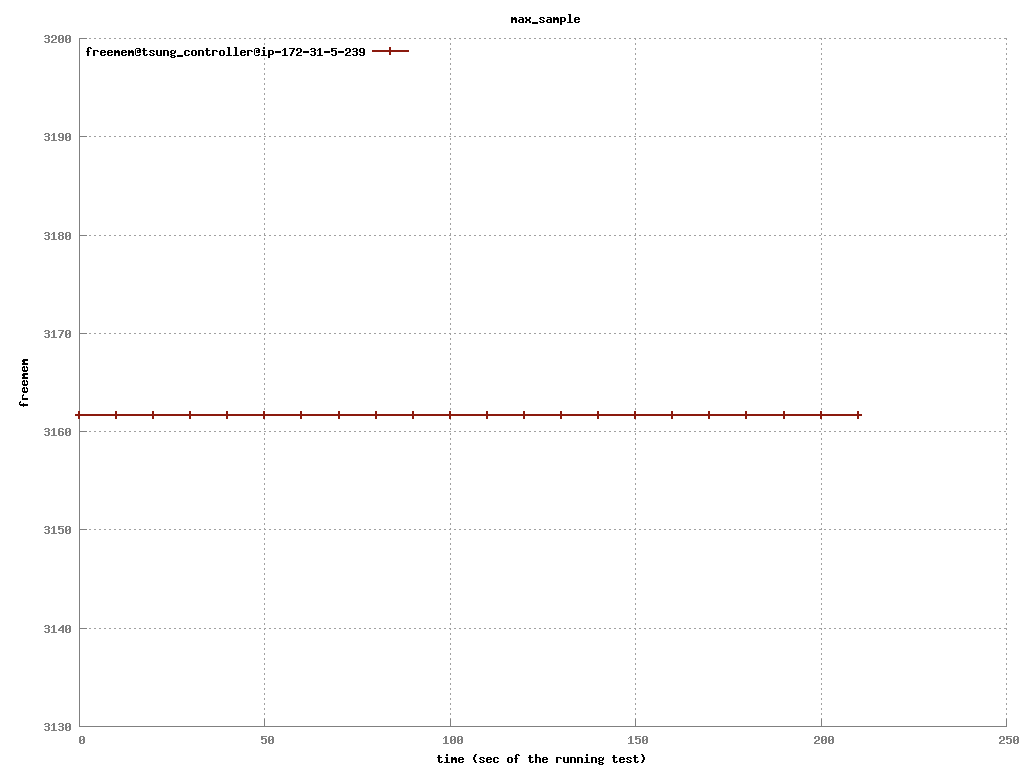 max_sample
3200
freemem@tsung_controller@ip-172-31-5-239
3190
3180
3170
freemem
3160
3150
3140
3130
0 50 100 150 200 250
time (sec of the running test)